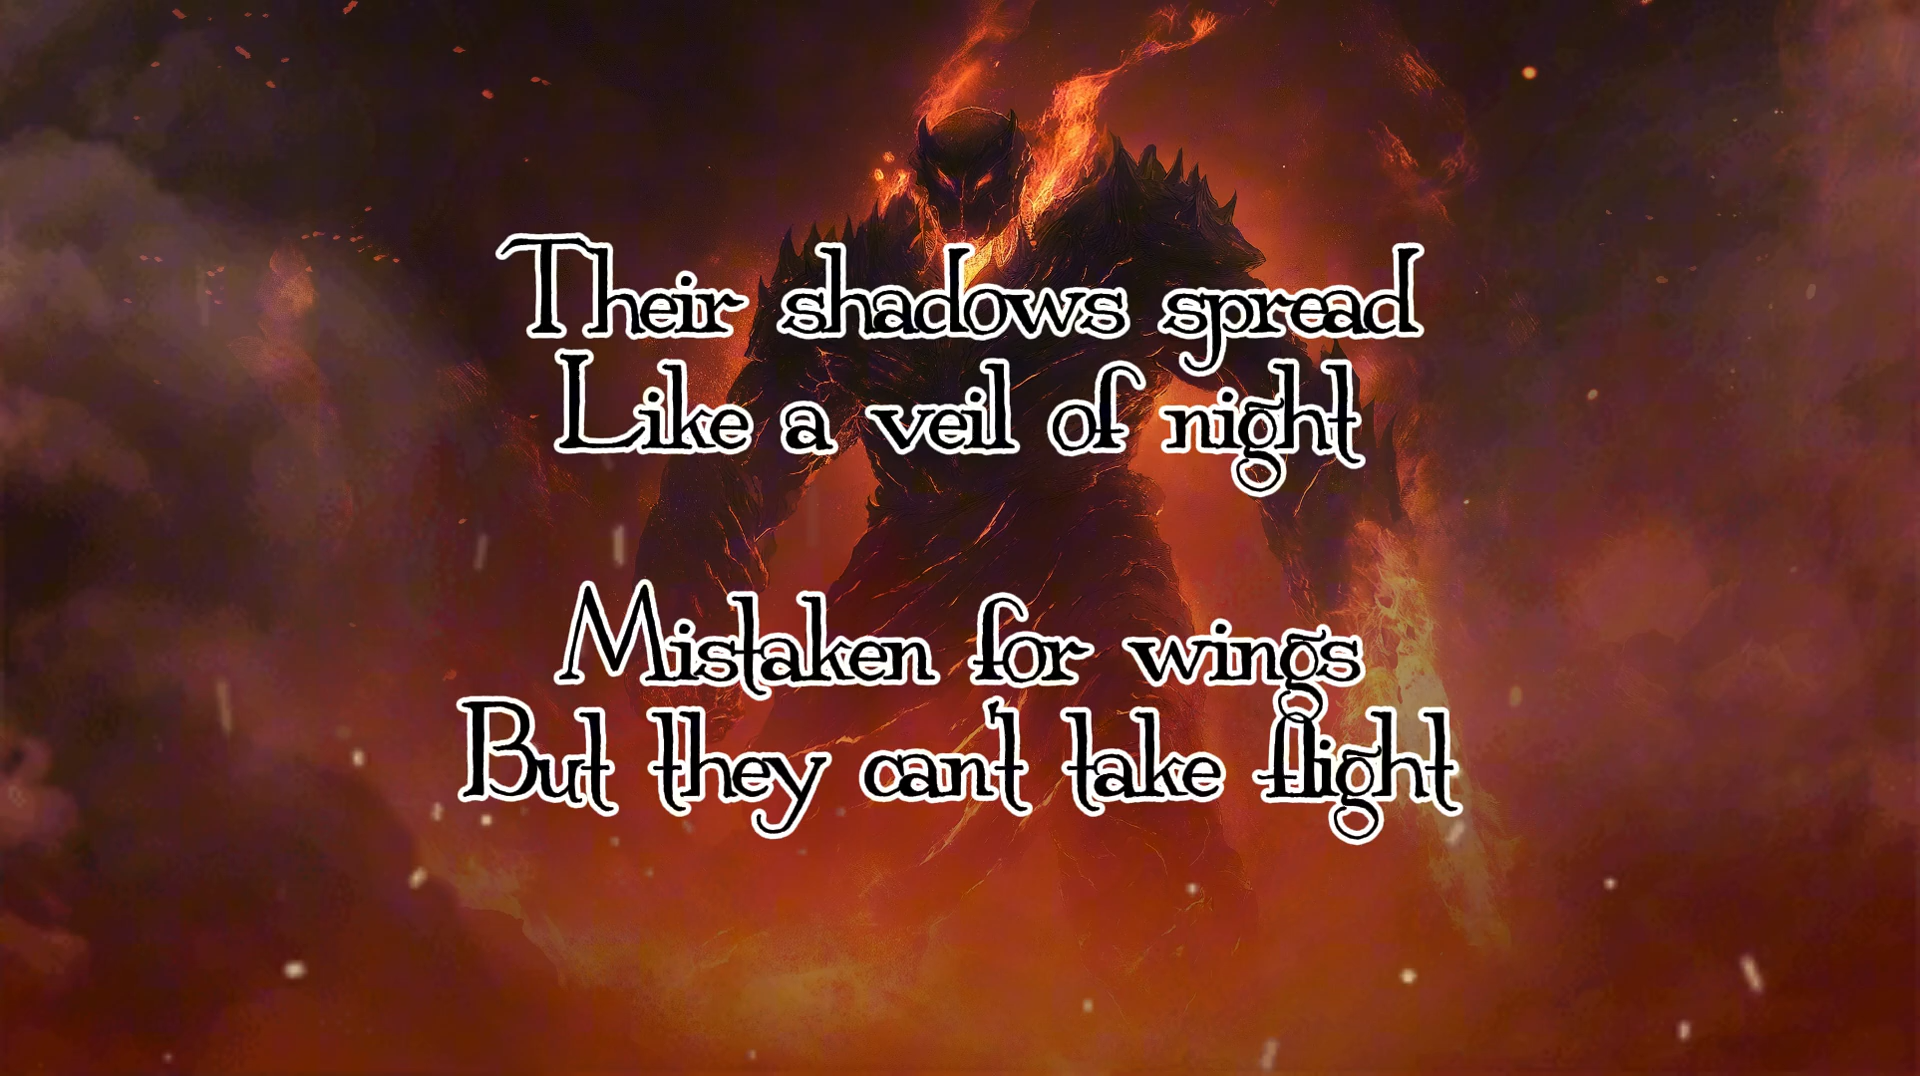 Their shadows spread
Like a veil of night
Mistaken for wings
But they can't take flight